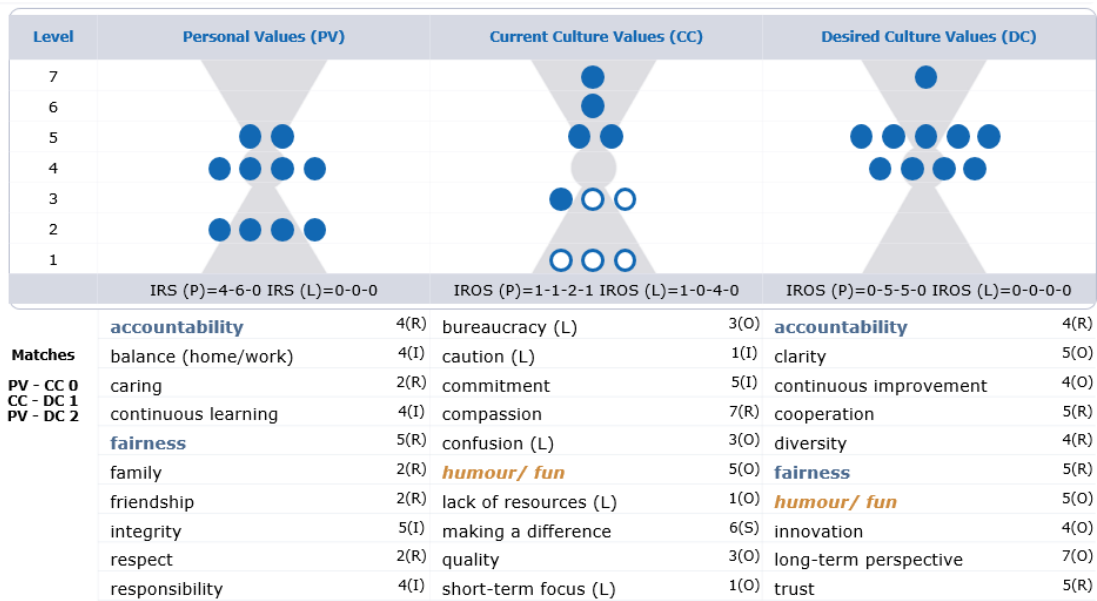 Level Personal Values (PV) Current Culture Values (CC) Desired Culture Values (DC)
7
6
5
4
3
2
1
IRS (P)=4-6-0 IRS (L)=0-0-0 IROS (P)=1-1-2-1 IROS (L)=1-0-4-0 IROS (P)=0-5-5-0 IROS (L)=0-0-0-0
Matches
PV - CC 0
CC - DC 1
PV - DC 2
accountability 4(R) bureaucracy (L) 3(O) accountability 4(R)
balance (home/work) 4(I) caution (L) 1(I) clarity 5(O)
caring 2(R) commitment 5(I) continuous improvement 4(O)
continuous learning 4(I) compassion 7(R) cooperation 5(R)
fairness 5(R) confusion (L) 3(O) diversity 4(R)
family 2(R) humour/ fun 5(O) fairness 5(R)
friendship 2(R) lack of resources (L) 1(O) humour/ fun 5(O)
integrity 5(I) making a difference 6(S) innovation 4(O)
respect 2(R) quality 3(O) long-term perspective 7(O)
responsibility 4(I) short-term focus (L) 1(O) trust 5(R)